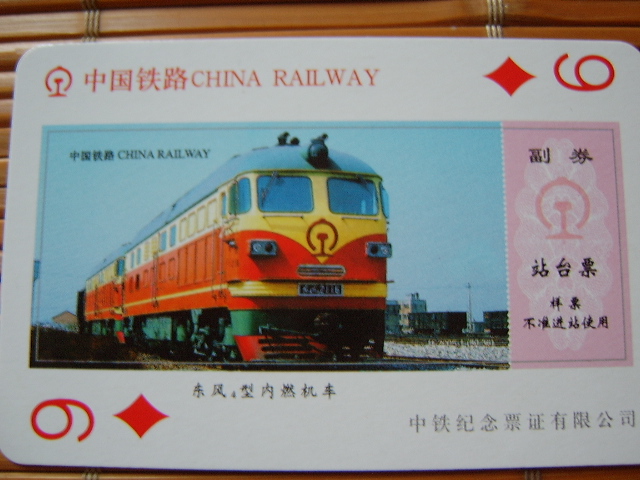 中国铁路CHINA RAILWAY
6
中国铁路 CHINA RAILWAY
副 券
站台票
样票
不准进站使用
东风4型内燃机车
中铁纪念票证有限公司
6